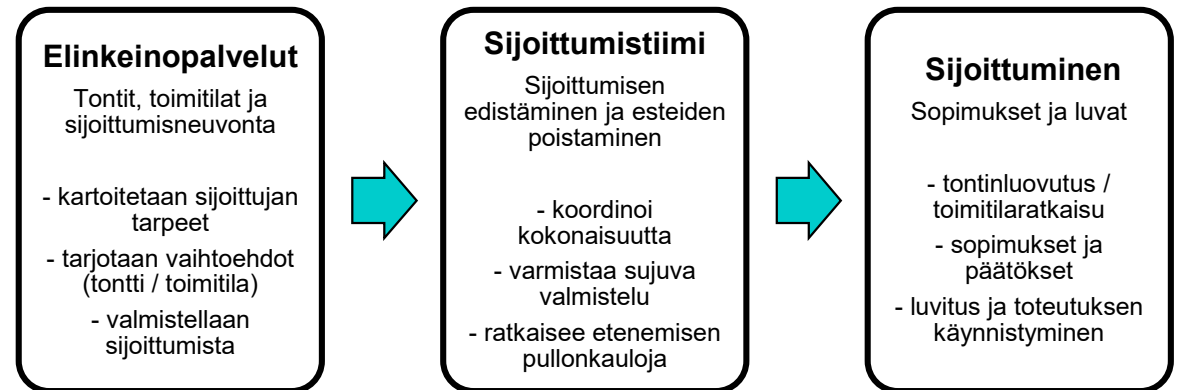 Elinkeinopalvelut
Tontit, toimitilat ja
sijoittumisneuvonta
- kartoitetaan sijoittujan
tarpeet
- tarjotaan vaihtoehdot
(tontti / toimitila)
- valmistellaan
sijoittumista
Sijoittumistiimi
Sijoittumisen
edistäminen ja esteiden
poistaminen
- koordinoi
kokonaisuutta
- varmistaa sujuva
valmistelu
- ratkaisee etenemisen
pullonkauloja
Sijoittuminen
Sopimukset ja luvat
- tontinluovutus /
toimitilaratkaisu
- sopimukset ja
päätökset
- luvitus ja toteutuksen
käynnistyminen